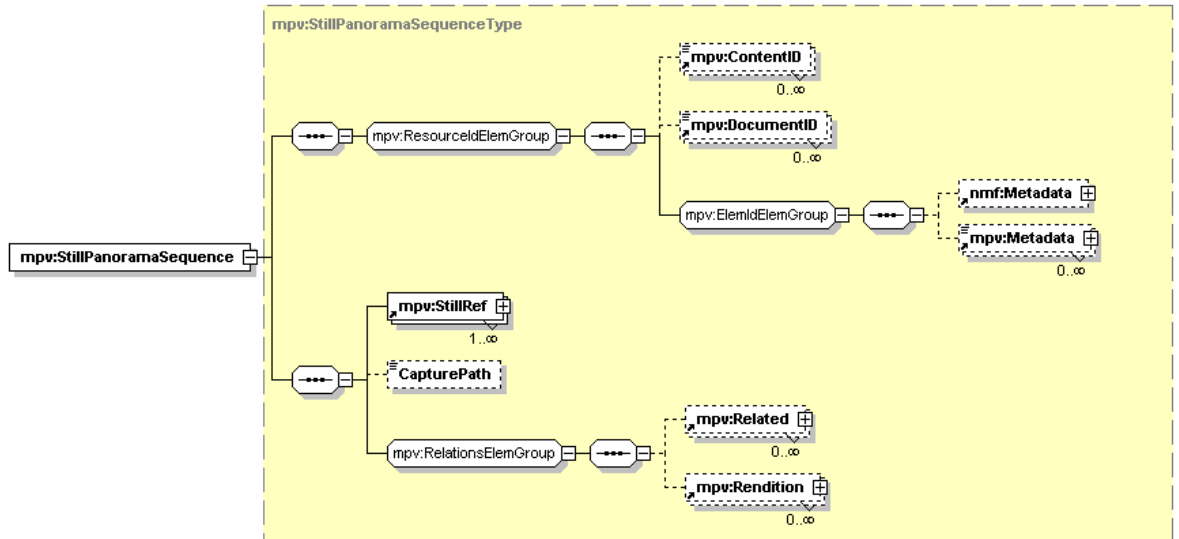 mpv:StillPanoramaSequenceType
mpv:ContentID
0..∞
mpv:ResourceIdElemGroup
mpv:DocumentID
0..∞
mpv:ElemIdElemGroup
nmf:Metadata
mpv:Metadata
0..∞
mpv:StillPanoramaSequence
mpv:StillRef
1..∞
CapturePath
mpv:Related
0..∞
mpv:RelationsElemGroup
mpv:Rendition
0..∞